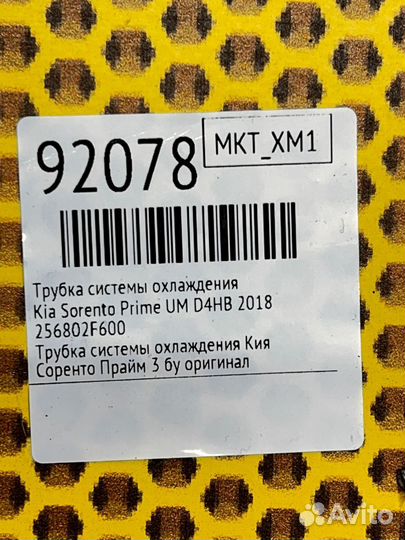 92078
МКТ_ХМ1
Трубка системы охлаждения
Kia Sorento Prime UM D4HB 2018
256802F600
Трубка системы охлаждения Кия
Соренто Прайм 3 бу оригинал
Avito